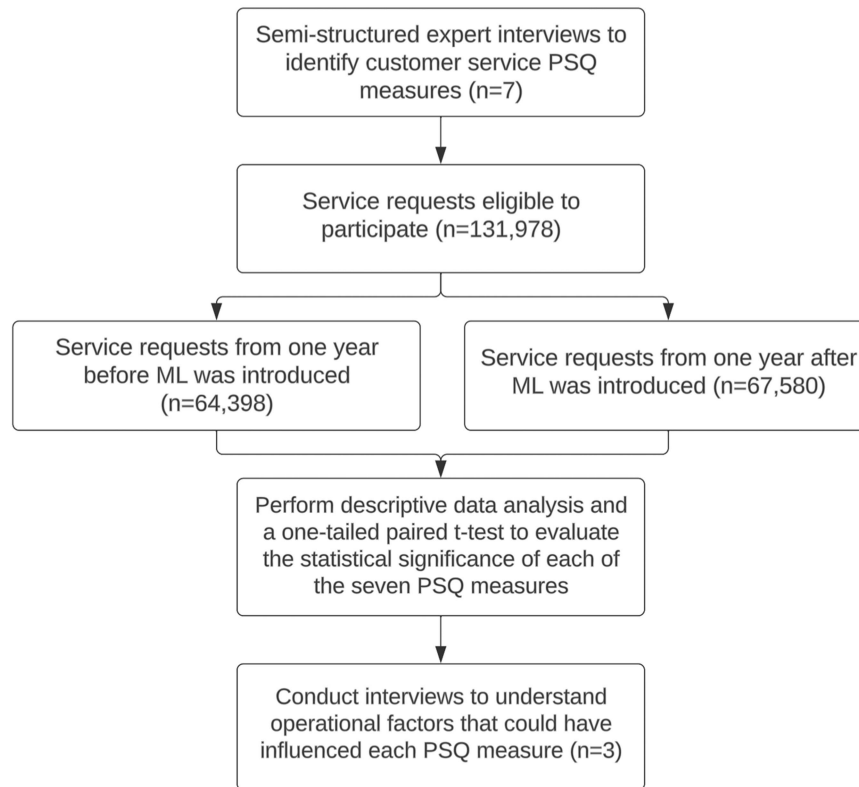 Semi-structured expert interviews to
identify customer service PSQ
measures (n=7)
Service requests eligible to
participate (n=131,978)
Service requests from one year
before ML was introduced
(n=64,398)
Service requests from one year after
ML was introduced (n=67,580)
Perform descriptive data analysis and
a one-tailed paired t-test to evaluate
the statistical significance of each of
the seven PSQ measures
Conduct interviews to understand
operational factors that could have
influenced each PSQ measure (n=3)